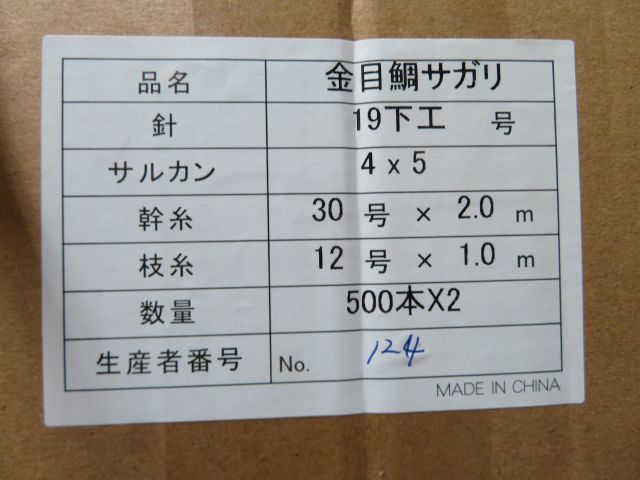 品名 金目鯛サガリ
針 19下工 号
サルカン 4 x 5
幹糸 30 号 × 2.0 m
枝糸 12 号 × 1.0 m
数量 500本X2
生産者番号 No. 124
MADE IN CHINA